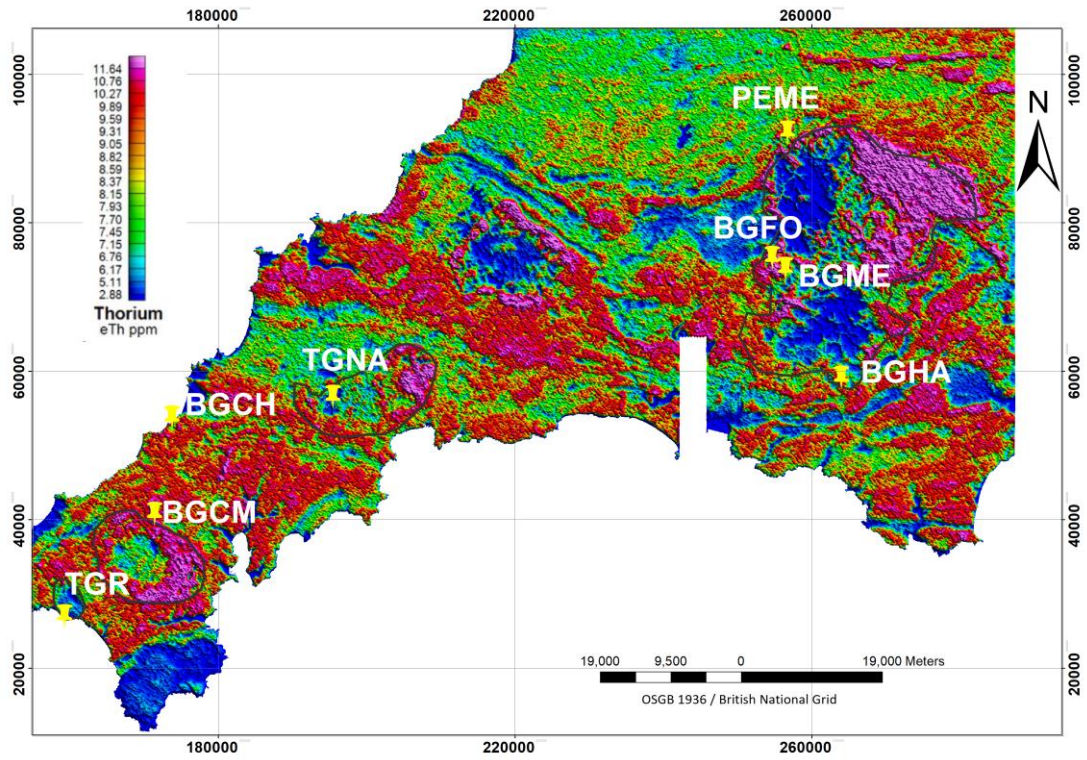 180000
220000
260000
100000
80000
60000
40000
20000
11.64
10.76
10.27
9.89
9.59
9.31
9.05
8.82
8.59
8.37
8.15
7.93
7.70
7.45
7.15
6.76
6.17
5.11
2.88
Thorium
eTh ppm
PEME
N
BGFO
BGME
TGNA
BGCH
BGHA
BGCM
TGR
100000
80000
60000
40000
20000
19,000 9,500 0 19,000 Meters
OSGB 1936 / British National Grid
180000
220000
260000